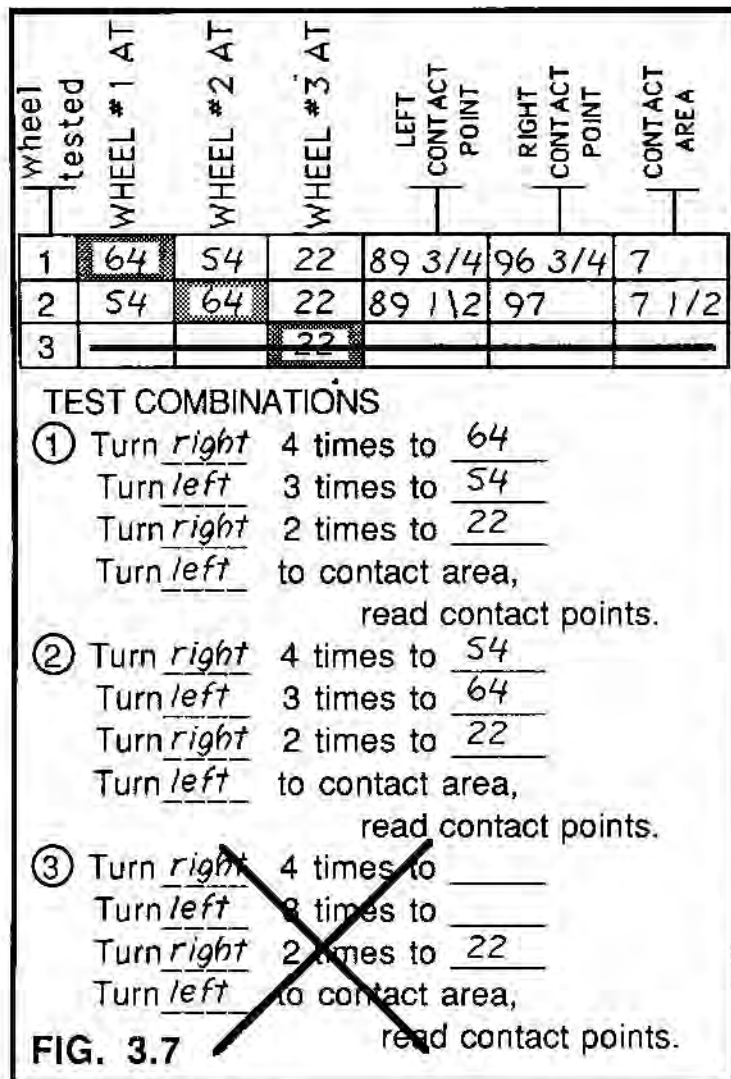 wheel tested
WHEEL #1 AT
WHEEL #2 AT
WHEEL #3 AT
LEFT CONTACT POINT
RIGHT CONTACT POINT
CONTACT AREA
1 64 54 22 89 3/4 96 3/4 7
2 54 64 22 89 1\2 97 7 1/2
3 22
TEST COMBINATIONS
① Turn right 4 times to 64
Turn left 3 times to 54
Turn right 2 times to 22
Turn left to contact area,
read contact points.
② Turn right 4 times to 54
Turn left 3 times to 64
Turn right 2 times to 22
Turn left to contact area,
read contact points.
③ Turn right 4 times to
Turn left 3 times to
Turn right 2 times to 22
Turn left to contact area,
read contact points.
FIG. 3.7